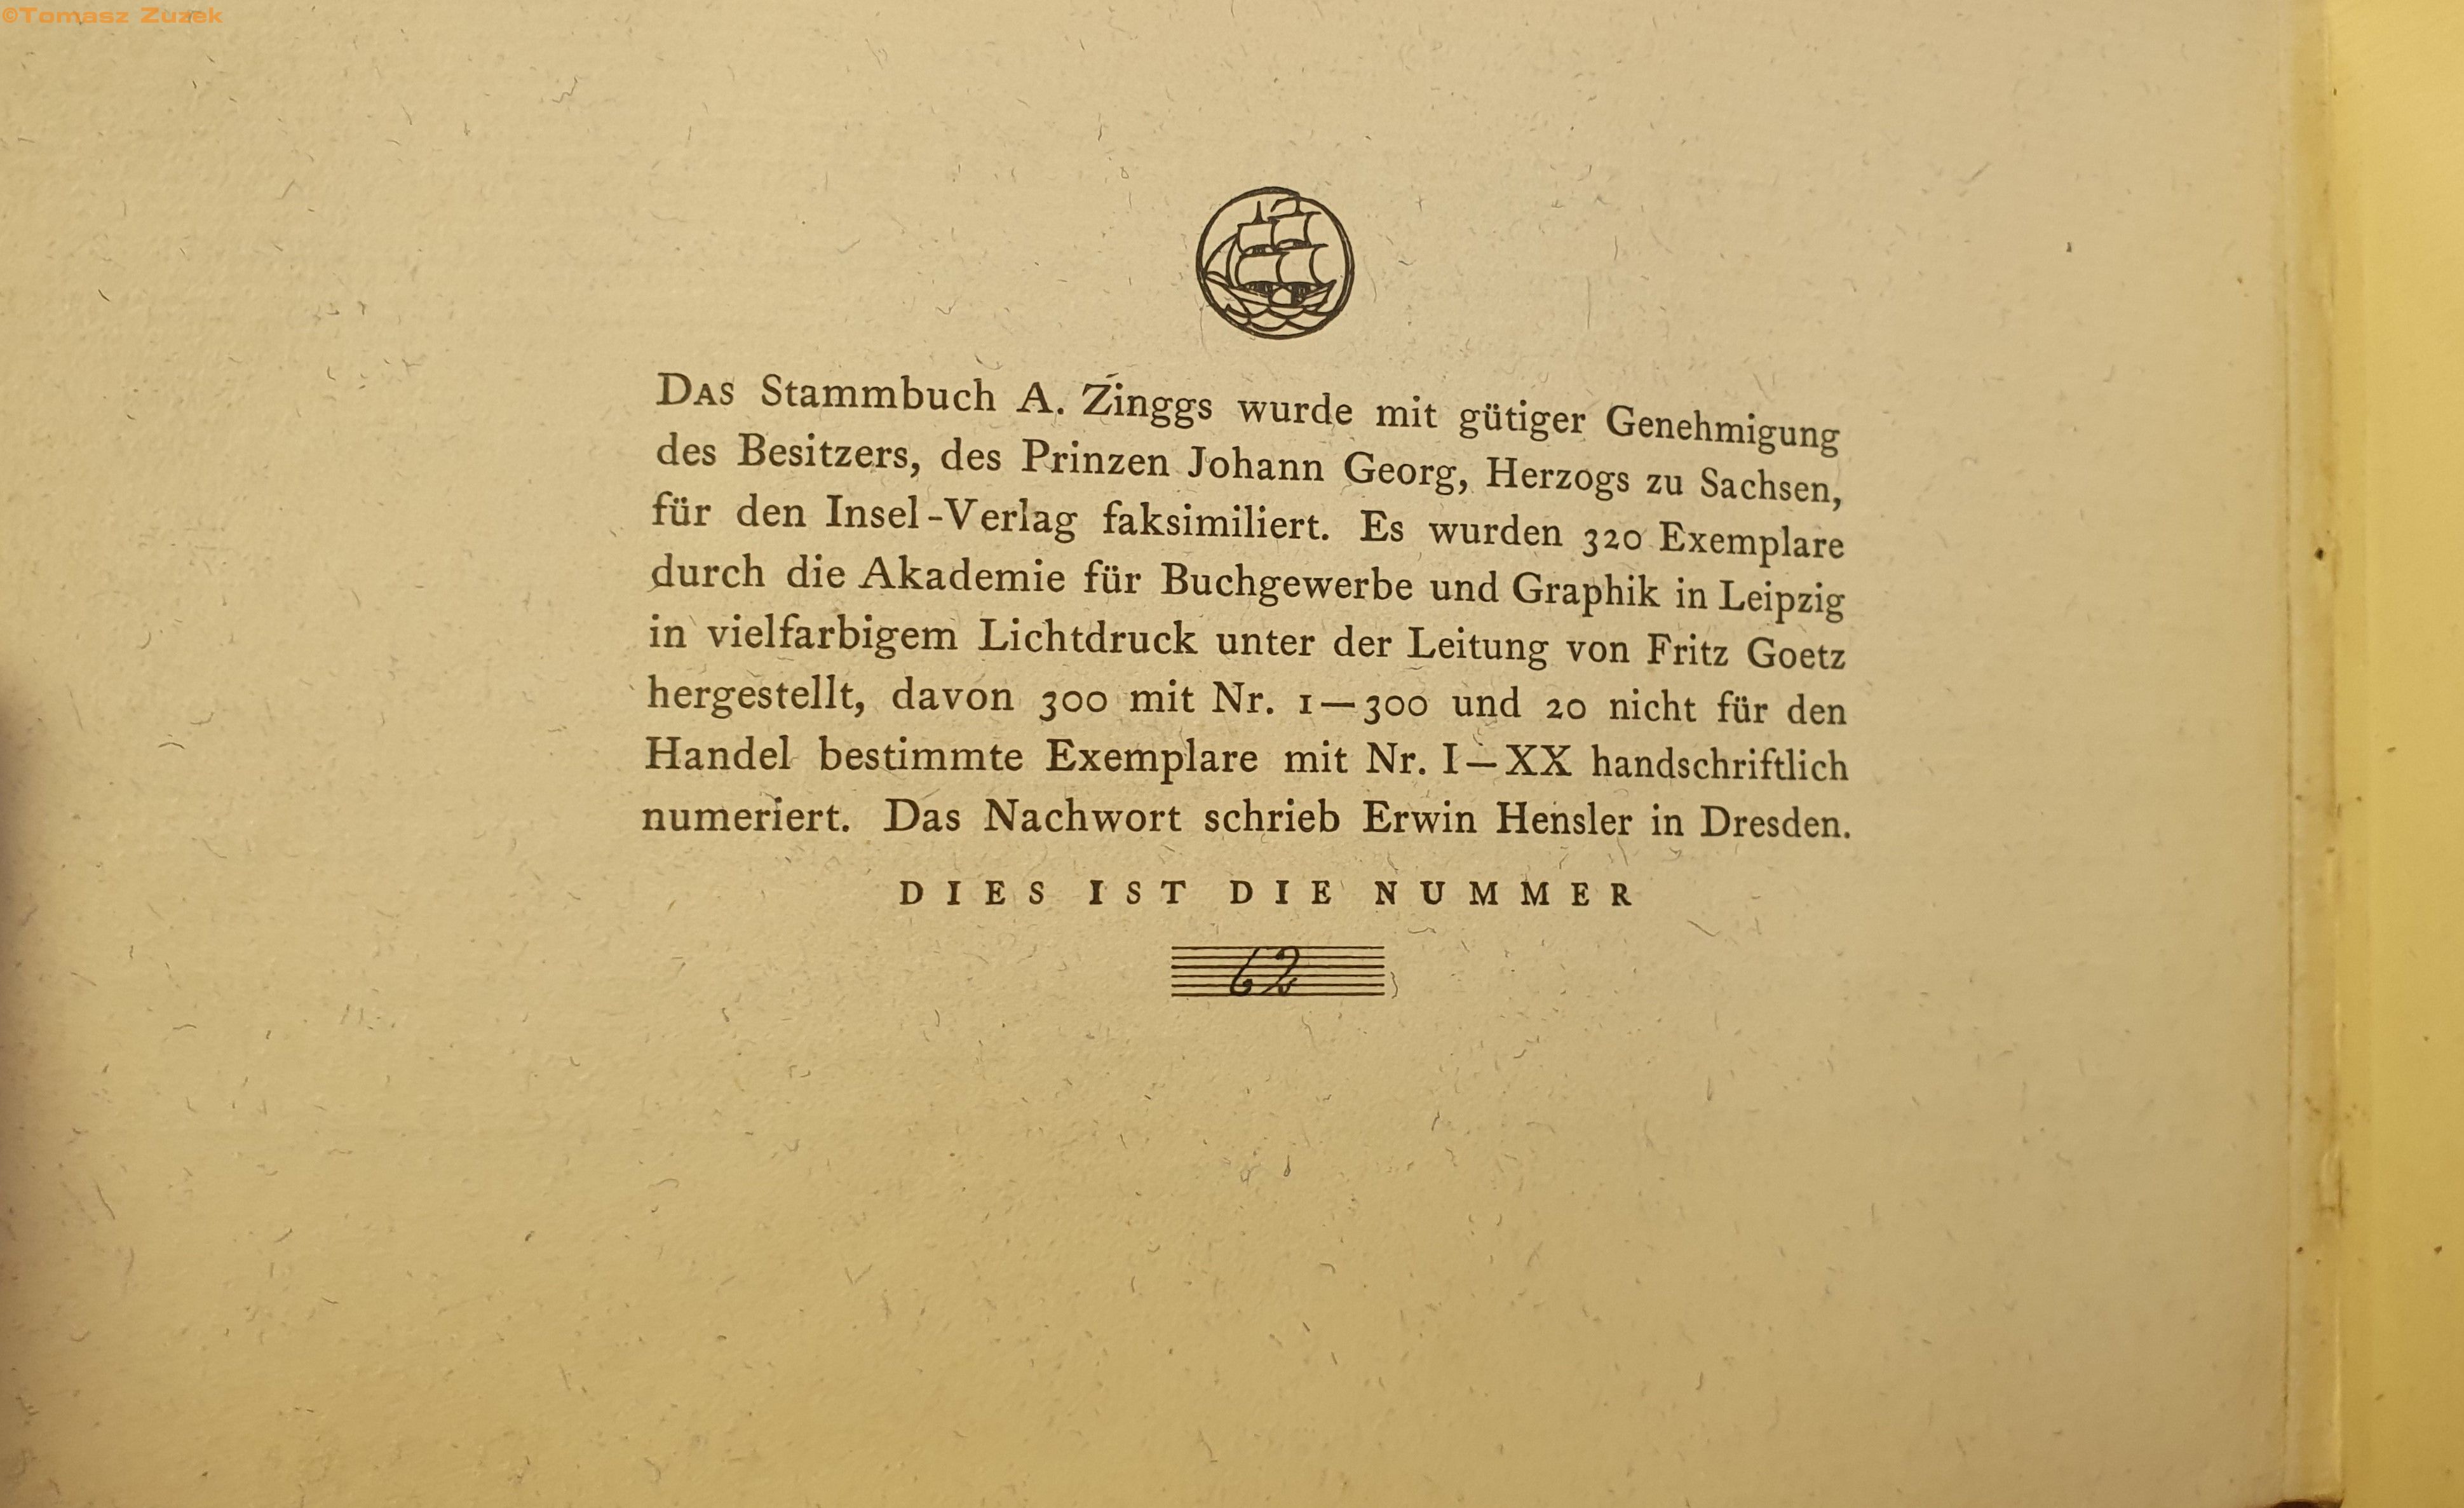 ©Tomasz Zuzek
DAS Stammbuch A. Zinggs wurde mit gütiger Genehmigung
des Besitzers, des Prinzen Johann Georg, Herzogs zu Sachsen,
für den Insel-Verlag faksimiliert. Es wurden 320 Exemplare
durch die Akademie für Buchgewerbe und Graphik in Leipzig
in vielfarbigem Lichtdruck unter der Leitung von Fritz Goetz
hergestellt, davon 300 mit Nr. 1—300 und 20 nicht für den
Handel bestimmte Exemplare mit Nr. I—XX handschriftlich
numeriert. Das Nachwort schrieb Erwin Hensler in Dresden.
DIES IST DIE NUMMER
62